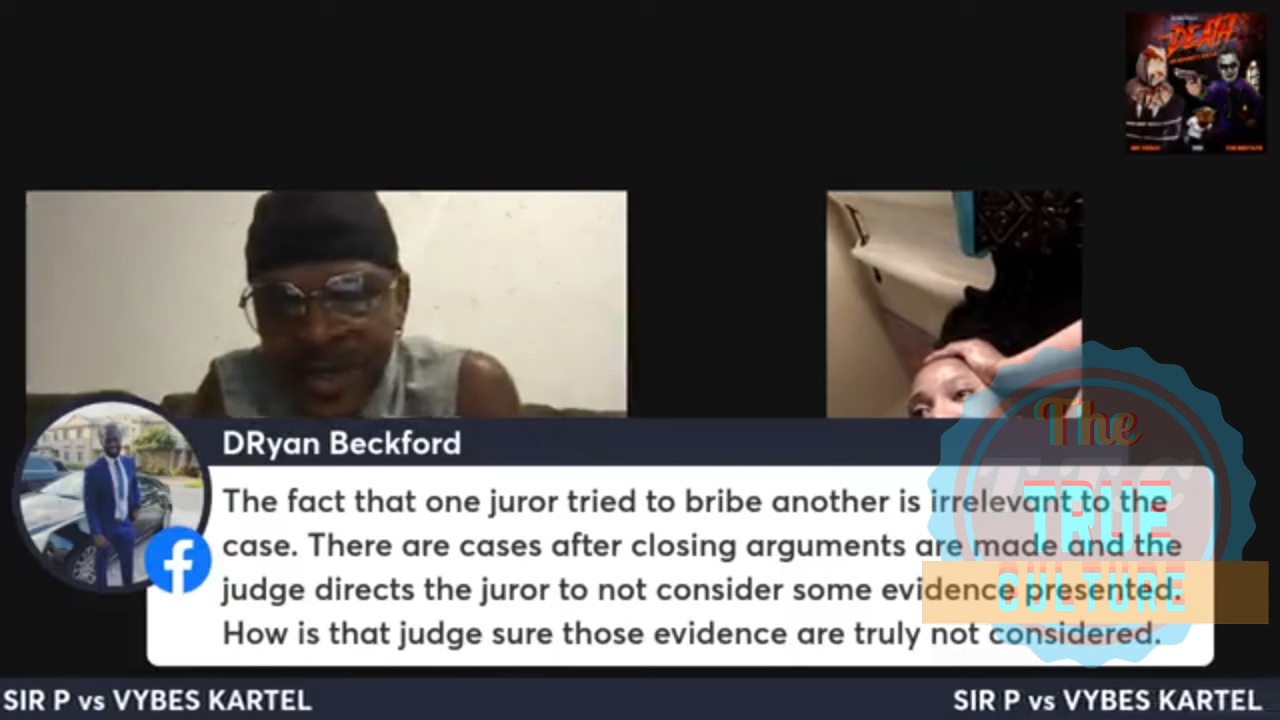 DEATH
DRyan Beckford
The fact that one juror tried to bribe another is irrelevant to the
case. There are cases after closing arguments are made and the
judge directs the juror to not consider some evidence presented.
How is that judge sure those evidence are truly not considered.
The
TRUE
CULTURE
SIR P vs VYBES KARTEL
SIR P vs VYBES KARTEL